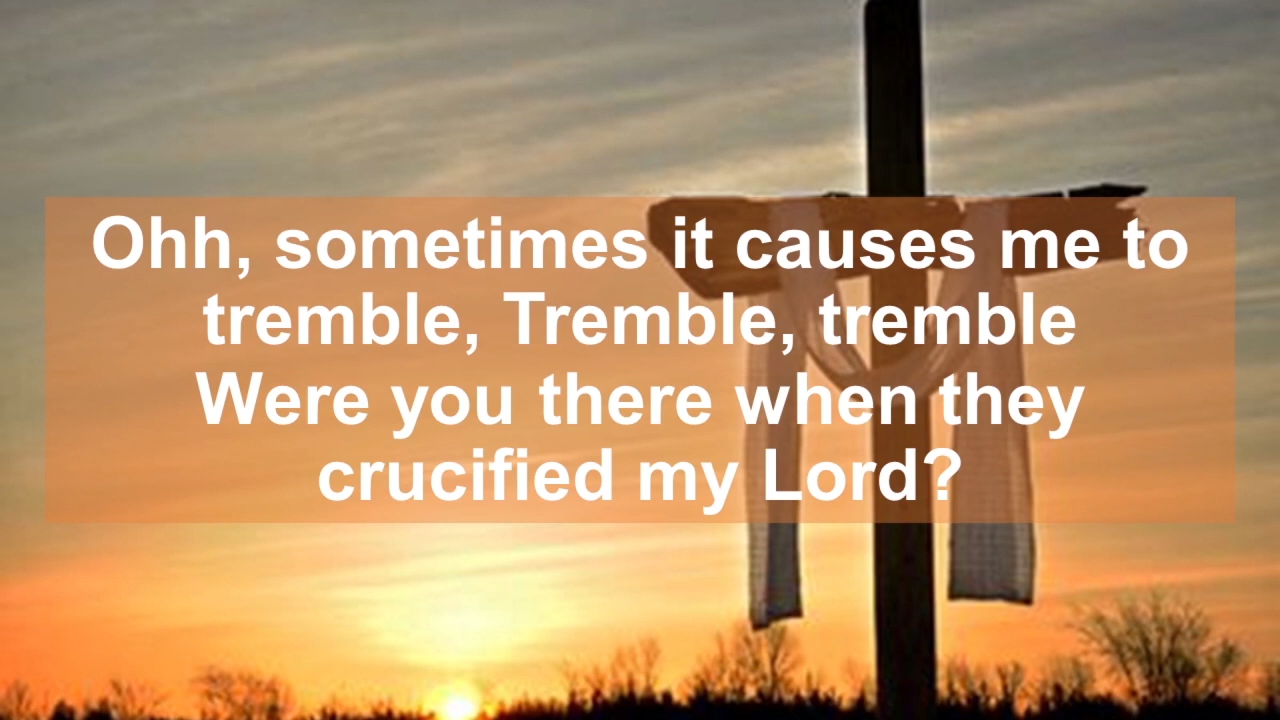 Ohh, sometimes it causes me to
tremble, Tremble, tremble
Were you there when they
crucified my Lord?